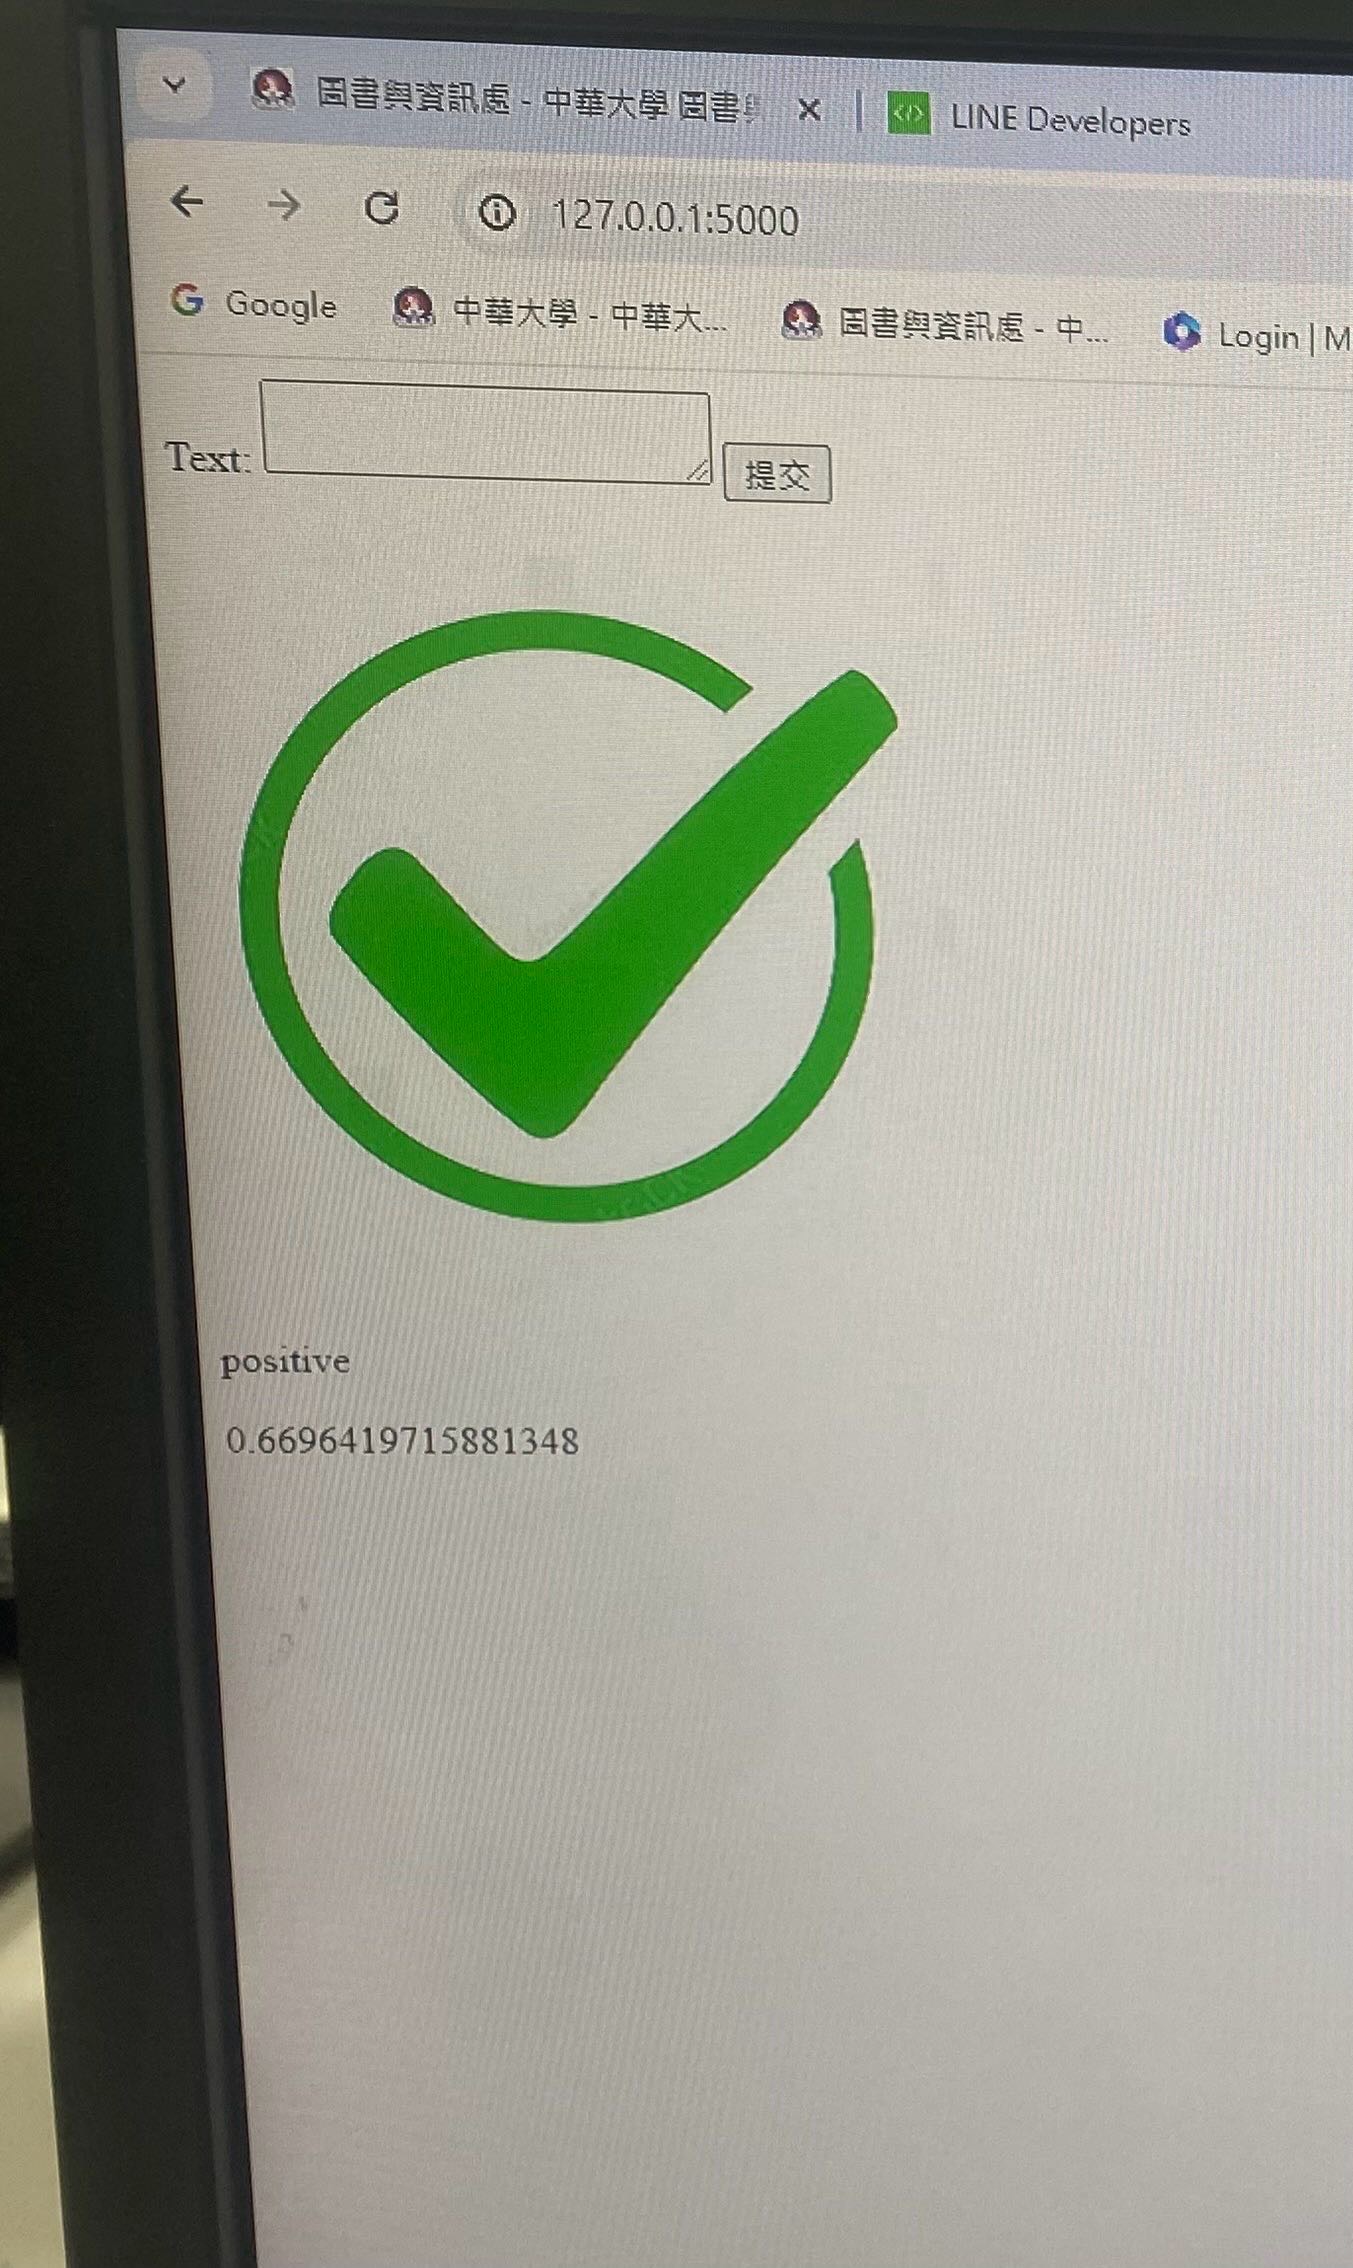 圖書與資訊處 - 中華大學 圖書
LINE Developers
127.0.0.1:5000
Google
中華大學 - 中華大...
圖書與資訊處 - 中...
Login | M
Text:
提交
positive
0.6696419715881348